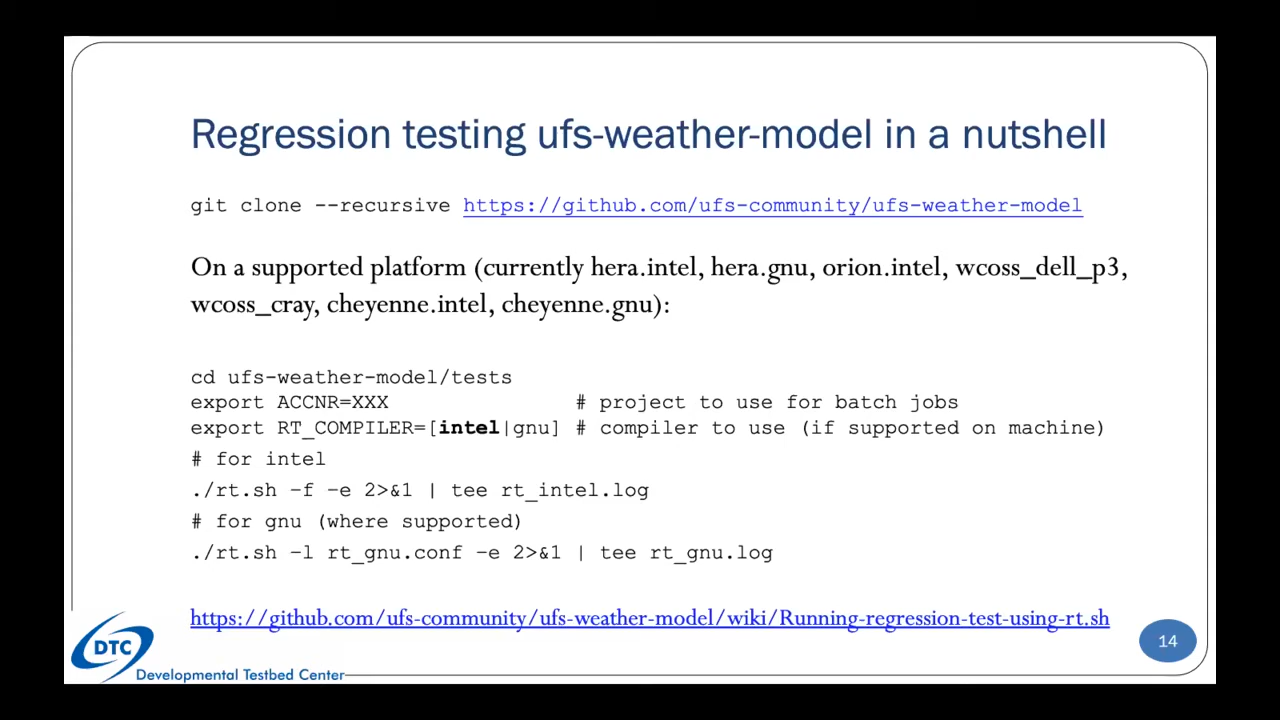 Regression testing ufs-weather-model in a nutshell
git clone --recursive https://github.com/ufs-community/ufs-weather-model
On a supported platform (currently hera.intel, hera.gnu, orion.intel, wcoss_dell_p3,
wcoss_cray, cheyenne.intel, cheyenne.gnu):
cd ufs-weather-model/tests
export ACCNR=XXX # project to use for batch jobs
export RT_COMPILER=[intel|gnu] # compiler to use (if supported on machine)
# for intel
./rt.sh –f –e 2>&1 | tee rt_intel.log
# for gnu (where supported)
./rt.sh –l rt_gnu.conf –e 2>&1 | tee rt_gnu.log
https://github.com/ufs-community/ufs-weather-model/wiki/Running-regression-test-using-rt.sh
14
DTC
Developmental Testbed Center